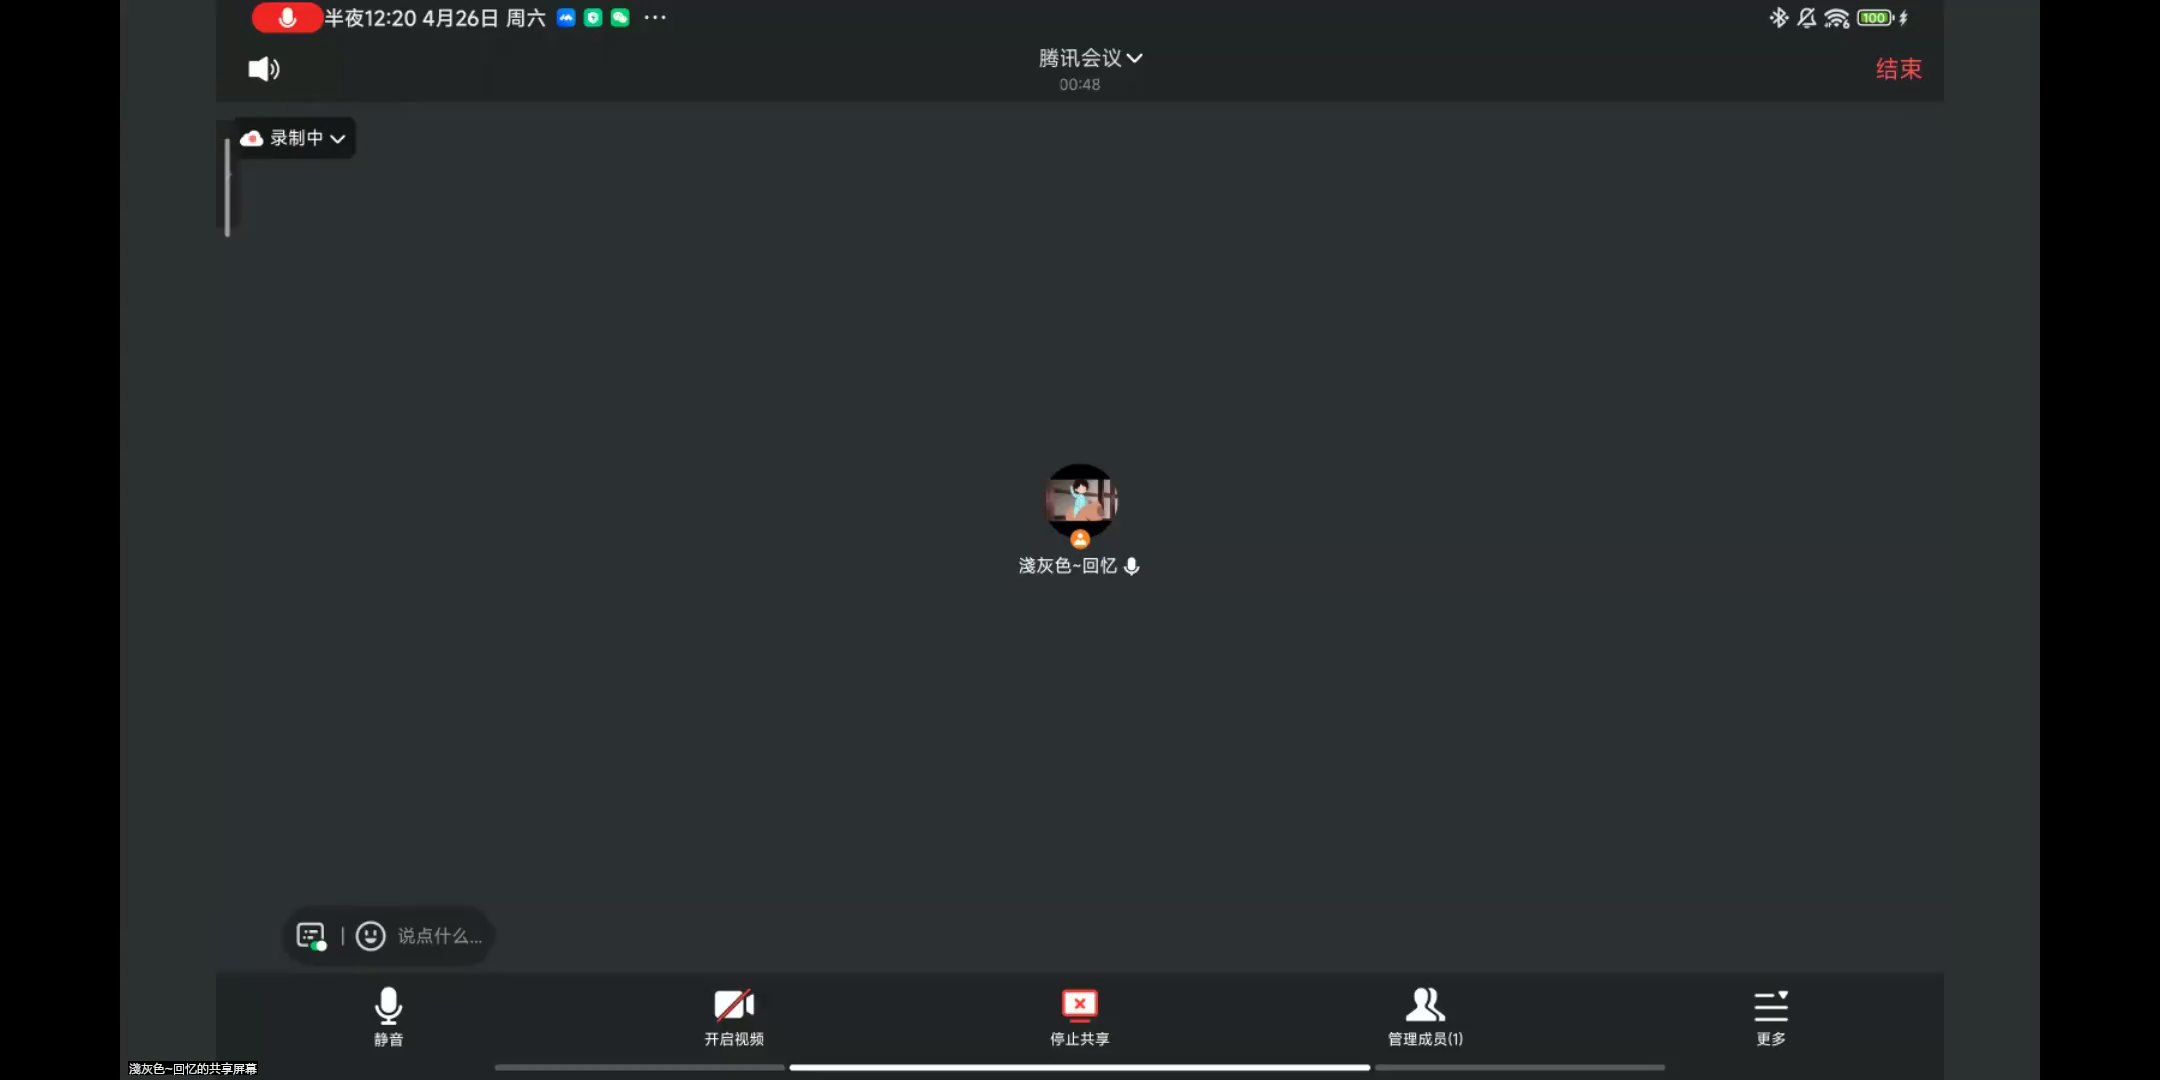 半夜12:20 4月26日 周六 ...
100
腾讯会议
00:48
结束
录制中
淺灰色~回忆
说点什么...
静音
开启视频
停止共享
管理成员(1)
更多
淺灰色~回忆的共享屏幕